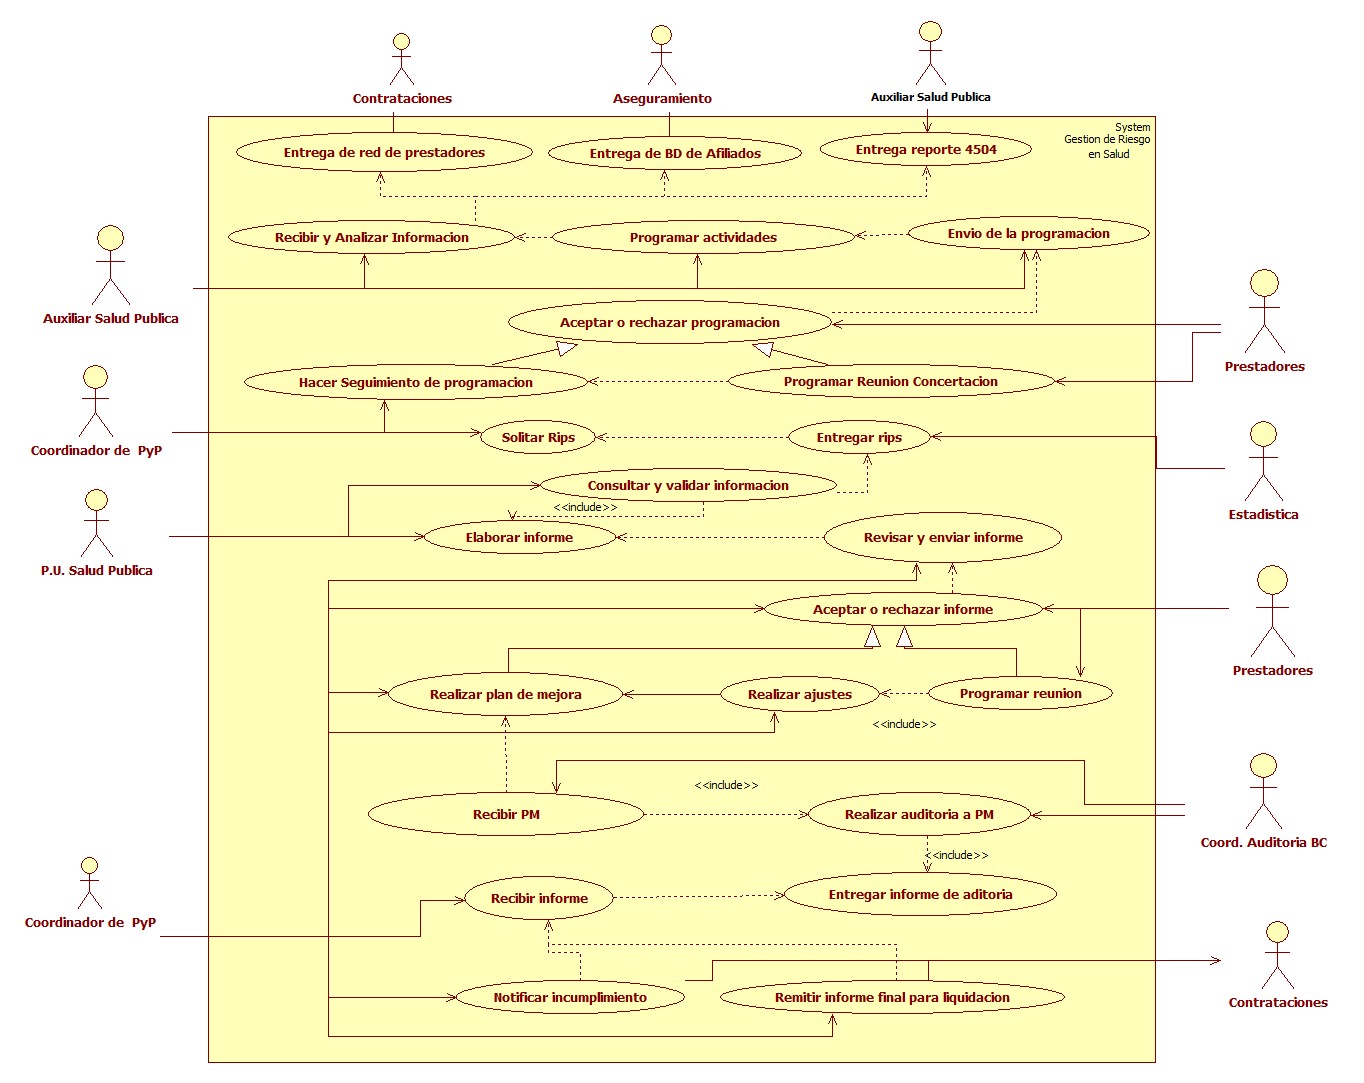 Contrataciones
Aseguramiento
Auxiliar Salud Publica
System
Gestion de Riesgo
en Salud
Entrega de red de prestadores
Entrega de BD de Afiliados
Entrega reporte 4504
Recibir y Analizar Informacion
Programar actividades
Envio de la programacion
Auxiliar Salud Publica
Aceptar o rechazar programacion
Prestadores
Hacer Seguimiento de programacion
Programar Reunion Concertacion
Coordinador de PyP
Solitar Rips
Entregar rips
Consultar y validar informacion
<<include>>
Estadistica
Elaborar informe
Revisar y enviar informe
P.U. Salud Publica
Aceptar o rechazar informe
Prestadores
Realizar plan de mejora
Realizar ajustes
Programar reunion
<<include>>
<<include>>
Recibir PM
Realizar auditoria a PM
Coord. Auditoria BC
<<include>>
Recibir informe
Entregar informe de aditoria
Coordinador de PyP
Notificar incumplimiento
Remitir informe final para liquidacion
Contrataciones